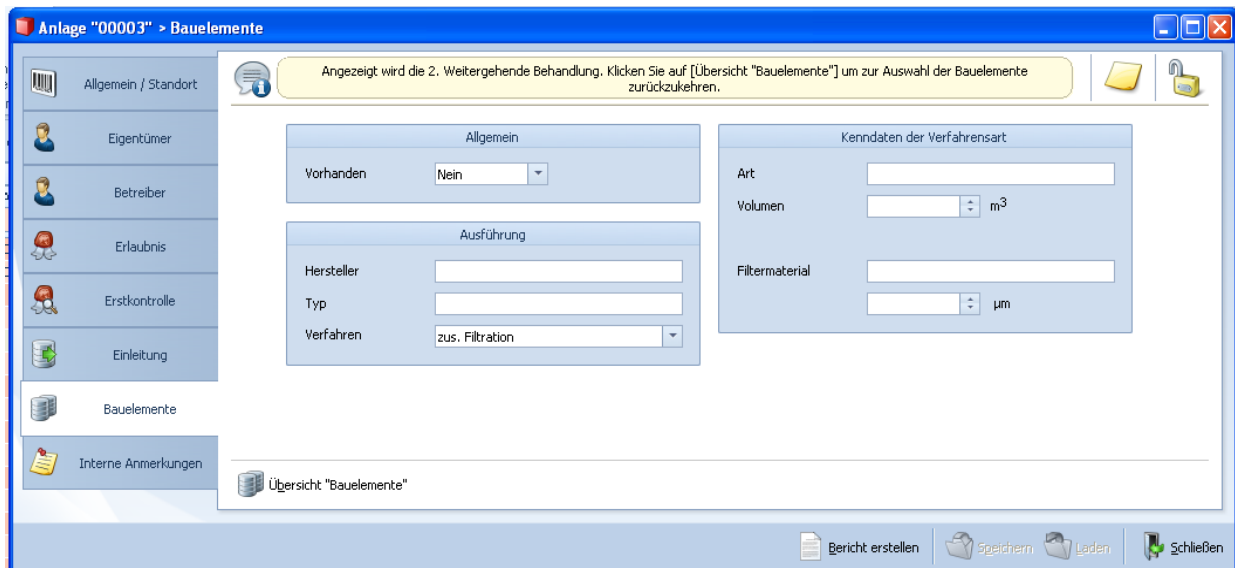 Anlage "00003" > Bauelemente
Allgemein / Standort
Eigentümer
Betreiber
Erlaubnis
Erstkontrolle
Einleitung
Bauelemente
Interne Anmerkungen
Angezeigt wird die 2. Weitergehende Behandlung. Klicken Sie auf [Übersicht "Bauelemente"] um zur Auswahl der Bauelemente
zurückzukehren.
Allgemein
Vorhanden Nein
Ausführung
Hersteller
Typ
Verfahren zus. Filtration
Kenndaten der Verfahrensart
Art
Volumen m³
Filtermaterial
µm
Übersicht "Bauelemente"
Bericht erstellen Speichern Laden Schließen